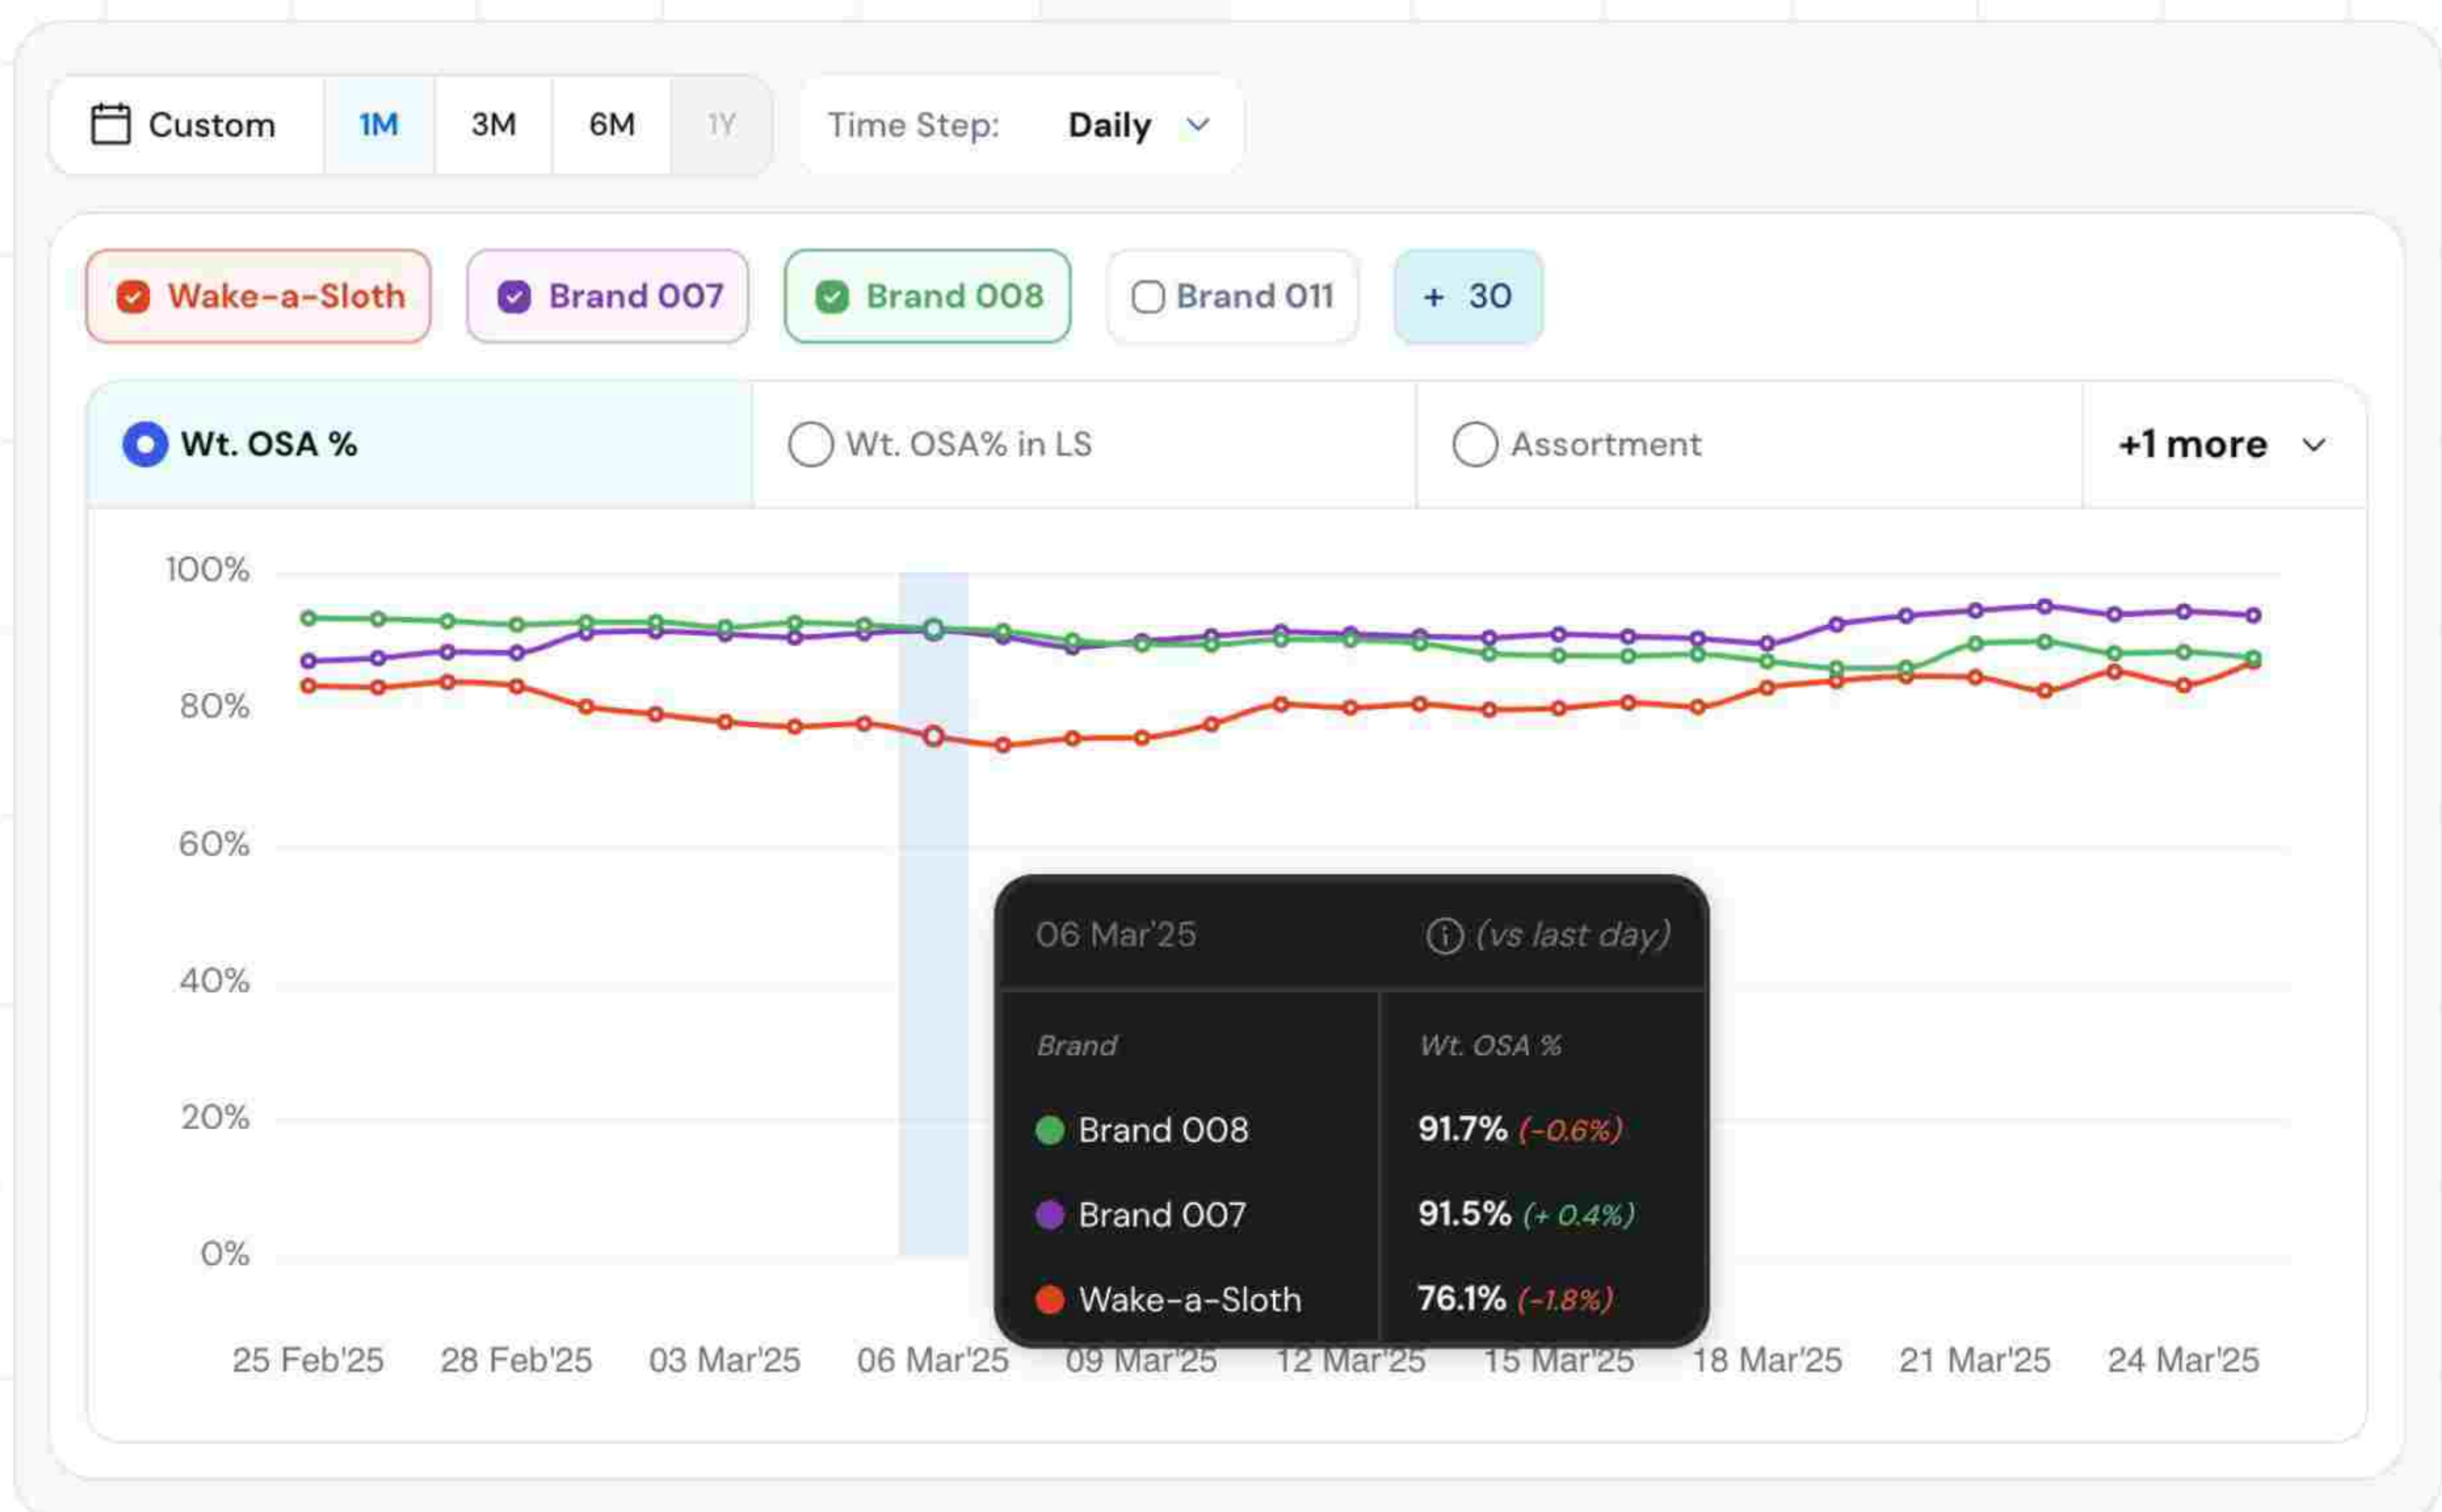 Custom 1M 3M 6M 1Y Time Step: Daily
Wake-a-Sloth Brand 007 Brand 008 Brand 011 + 30
Wt. OSA % Wt. OSA% in LS Assortment +1 more
100%
80%
60%
40%
20%
0%
06 Mar'25 (vs last day)
Brand Wt. OSA %
Brand 008 91.7% (-0.6%)
Brand 007 91.5% (+ 0.4%)
Wake-a-Sloth 76.1% (-1.8%)
25 Feb'25 28 Feb'25 03 Mar'25 06 Mar'25 09 Mar'25 12 Mar'25 15 Mar'25 18 Mar'25 21 Mar'25 24 Mar'25